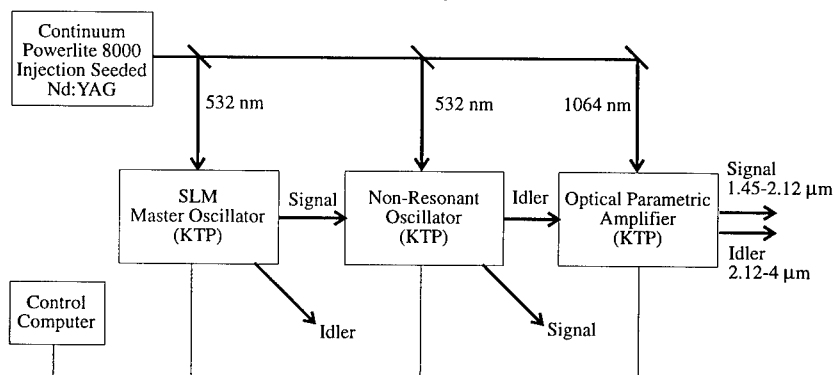 Continuum
Powerlite 8000
Injection Seeded
Nd:YAG
532 nm
532 nm
1064 nm
SLM
Master Oscillator
(KTP)
Signal
Non-Resonant
Oscillator
(KTP)
Idler
Optical Parametric
Amplifier
(KTP)
Signal
1.45-2.12 μm
Idler
2.12-4 μm
Control
Computer
Idler
Signal